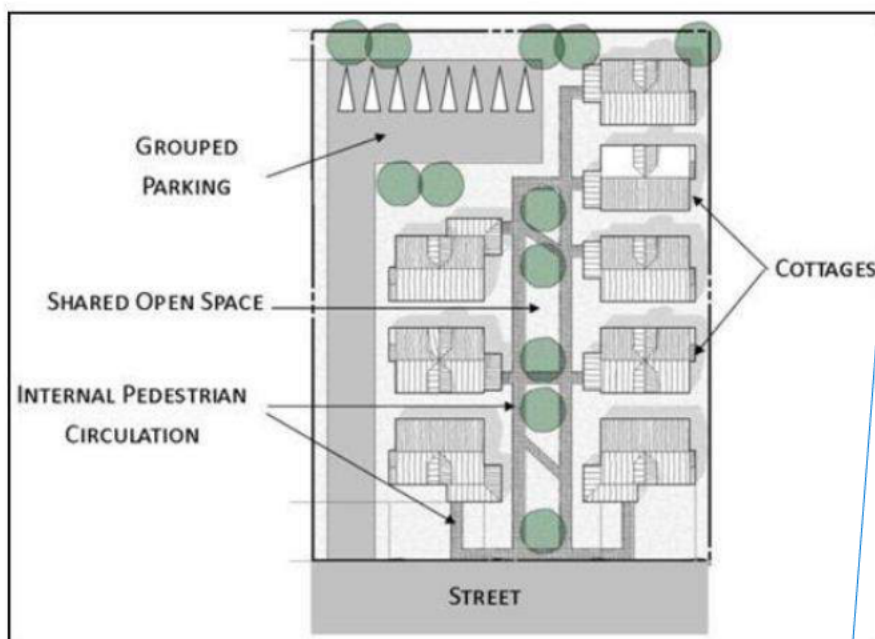 GROUPED
PARKING
COTTAGES
SHARED OPEN SPACE
INTERNAL PEDESTRIAN
CIRCULATION
STREET